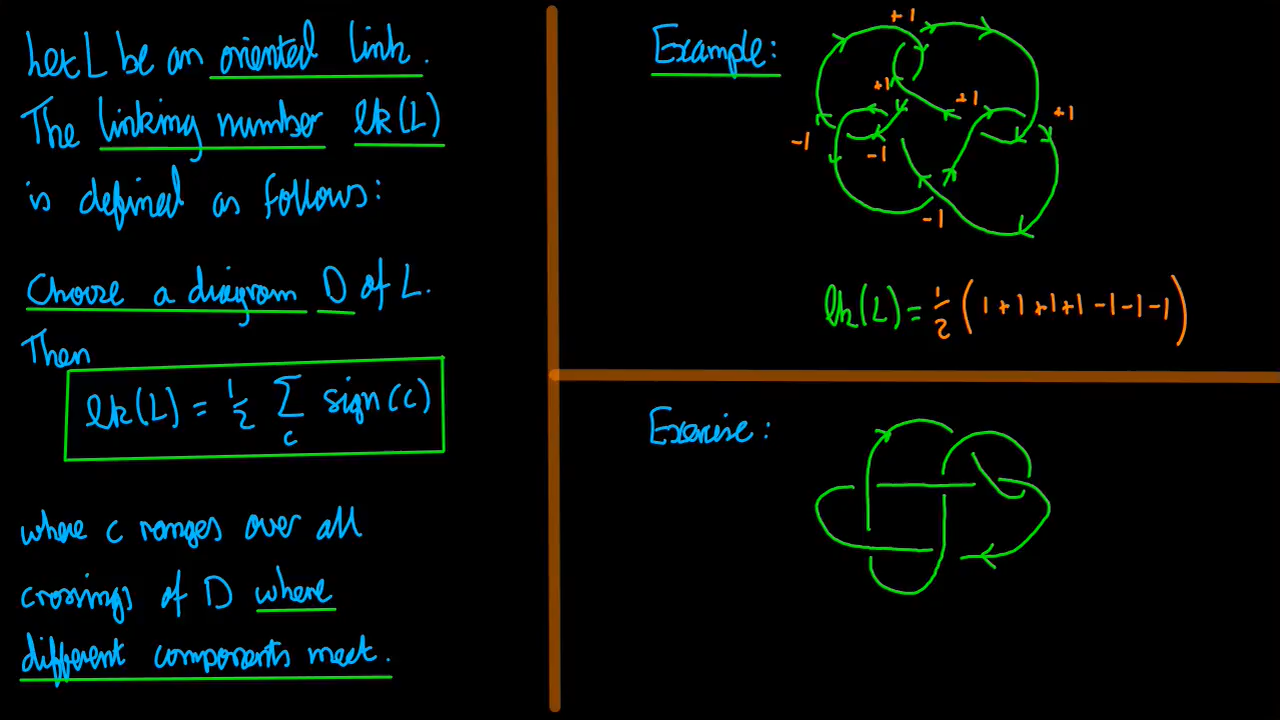 Let L be an oriented link.
The linking number lk(L)
is defined as follows:
Choose a diagram D of L.
Then
lk(L) = 1/2 Σ_c sign(c)
where c ranges over all
crossings of D where
different components meet.
Example:
+1
+1
+1
+1
-1
-1
-1
lk(L) = 1/2 (1+1+1+1-1-1-1)
Exercise: